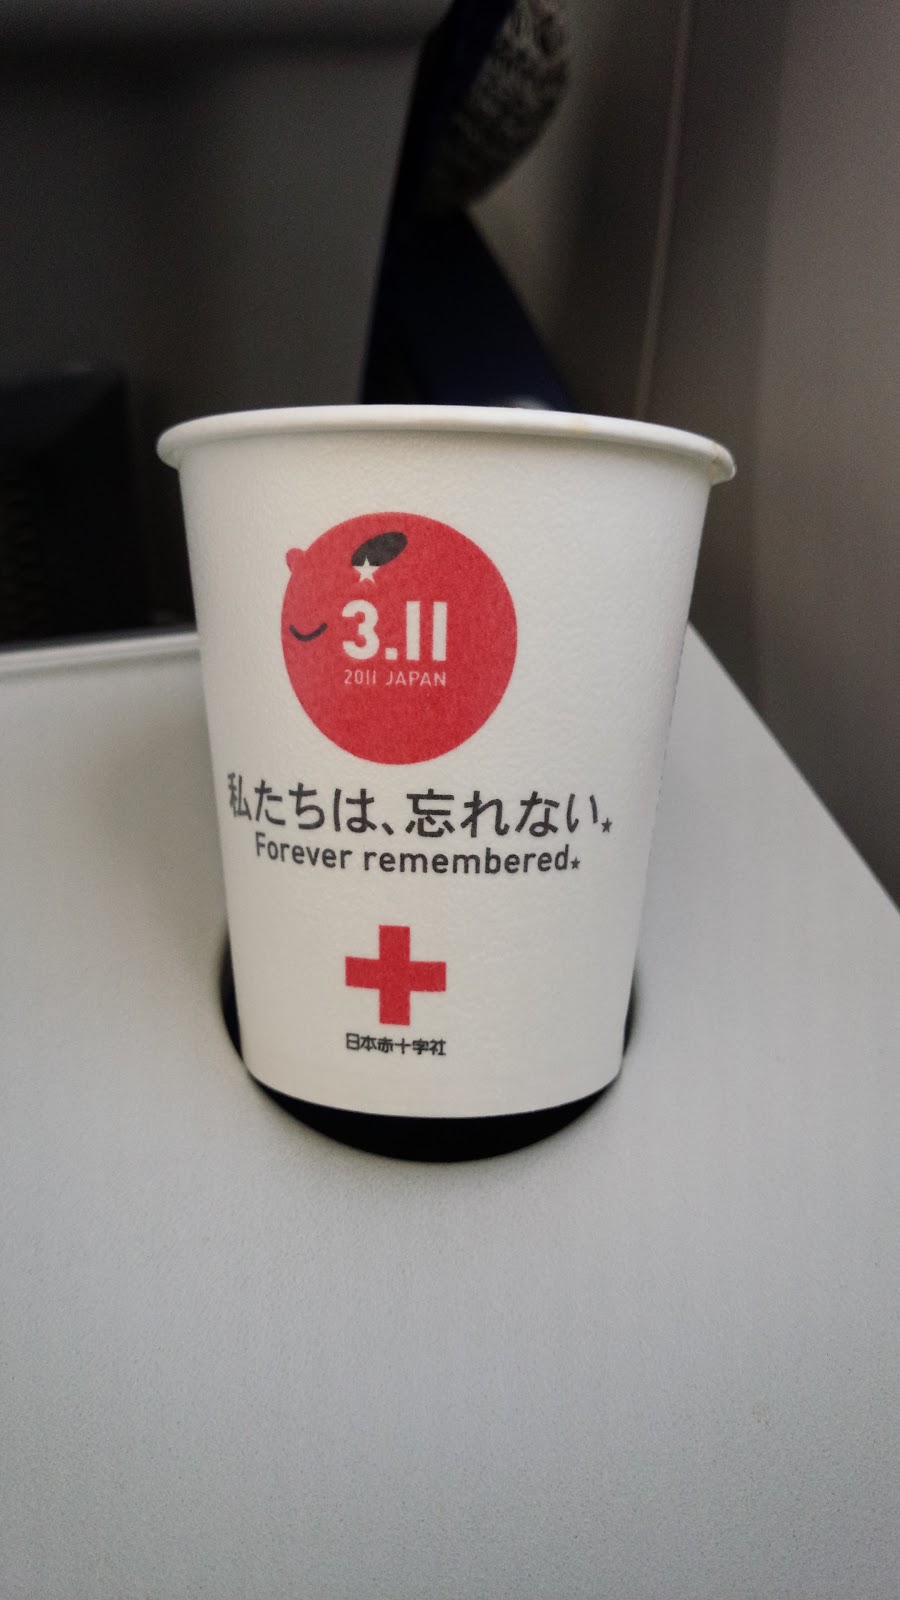 3.11
2011 JAPAN
私たちは、忘れない。
Forever remembered.
日本赤十字社